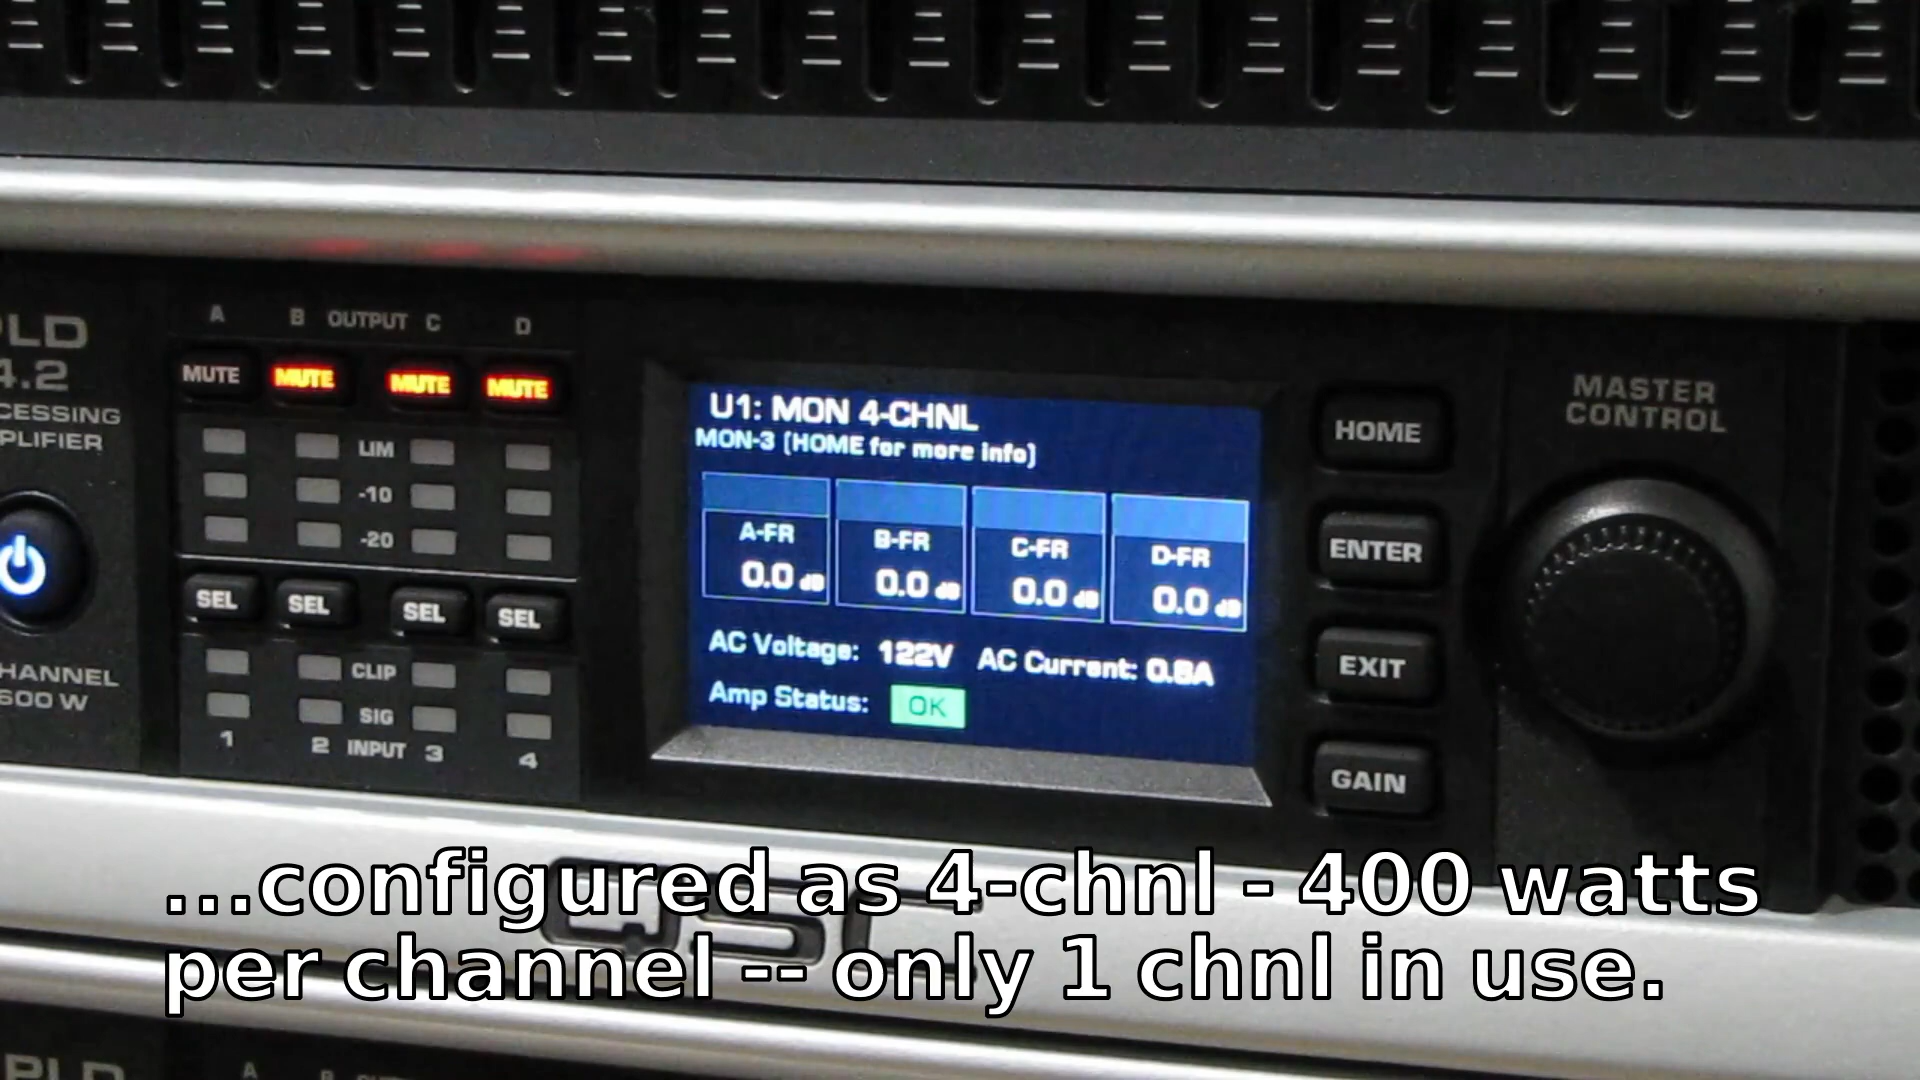 PLD
4.2
CESSING
PLIFIER
HANNEL
600 W
A B OUTPUT C D
MUTE MUTE MUTE MUTE
LIM
-10
-20
SEL SEL SEL SEL
CLIP
SIG
1 2 INPUT 3 4
U1: MON 4-CHNL
MON-3 (HOME for more info)
A-FR B-FR C-FR D-FR
0.0 dB 0.0 dB 0.0 dB 0.0 dB
AC Voltage: 122V AC Current: 0.8A
Amp Status: OK
HOME
ENTER
EXIT
GAIN
MASTER
CONTROL
...configured as 4-chnl - 400 watts
per channel -- only 1 chnl in use.
QSC
PLD
A B